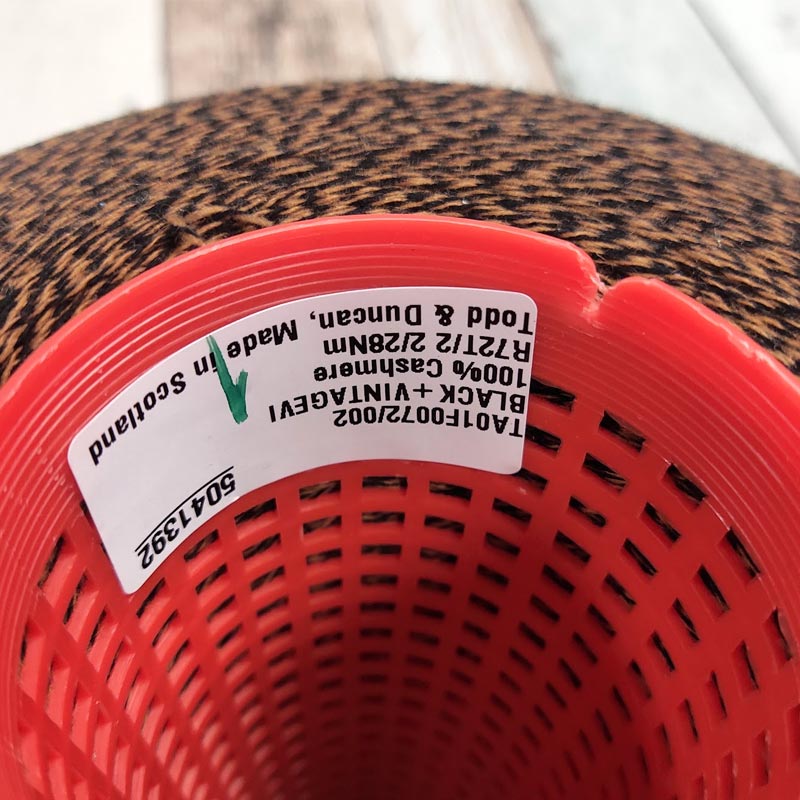 TA01F0072/002
BLACK + VINTAGEVI
100% Cashmere
R72T/2 2/28Nm
Todd & Duncan, Made in Scotland
5041392